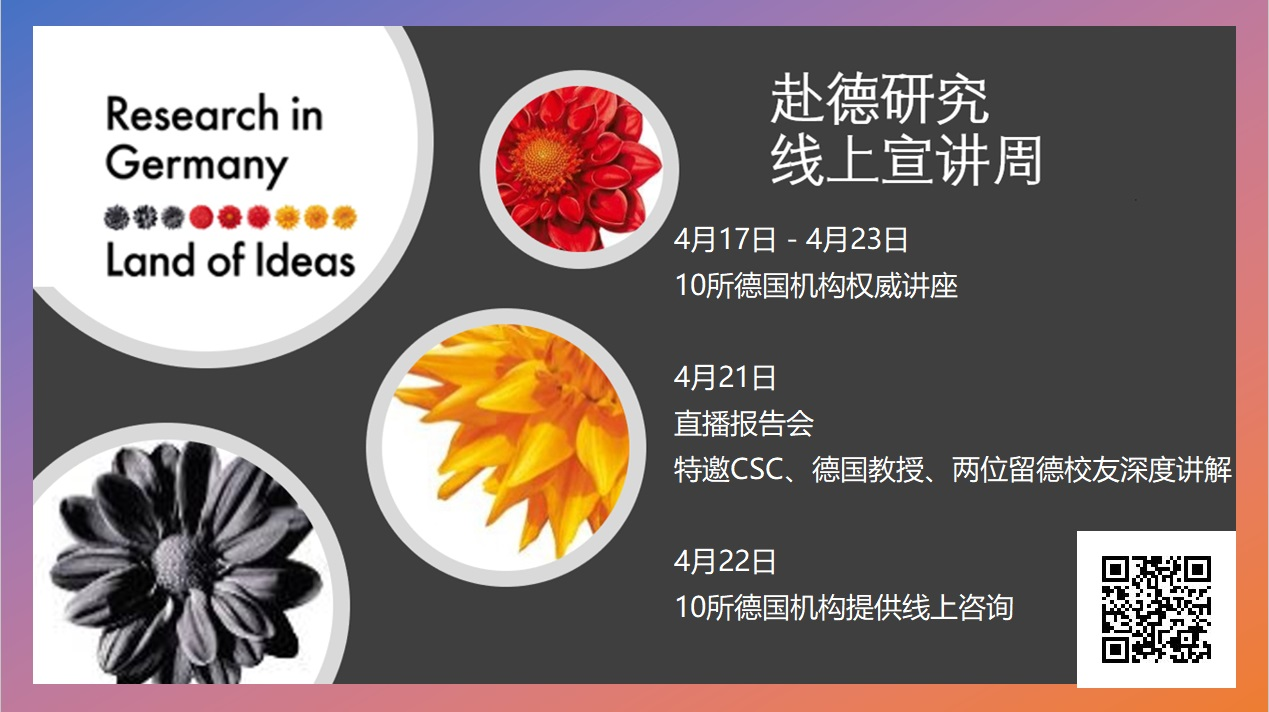 Research in
Germany
Land of Ideas
赴德研究
线上宣讲周
4月17日 - 4月23日
10所德国机构权威讲座
4月21日
直播报告会
特邀CSC、德国教授、两位留德校友深度讲解
4月22日
10所德国机构提供线上咨询